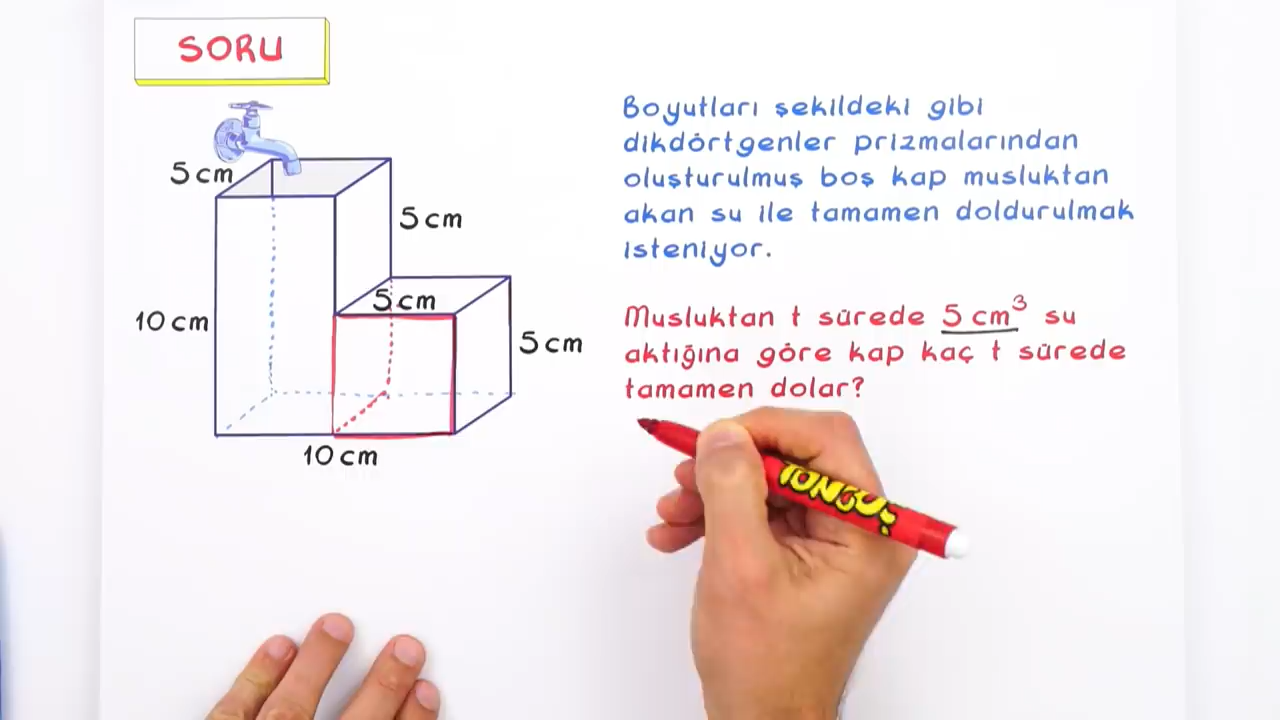 SORU
5 cm
5 cm
5 cm
10 cm
5 cm
10 cm
Boyutları şekildeki gibi
dikdörtgenler prizmalarından
oluşturulmuş boş kap musluktan
akan su ile tamamen doldurulmak
isteniyor.
Musluktan t sürede 5 cm³ su
aktığına göre kap kaç t sürede
tamamen dolar?
TONGUÇ